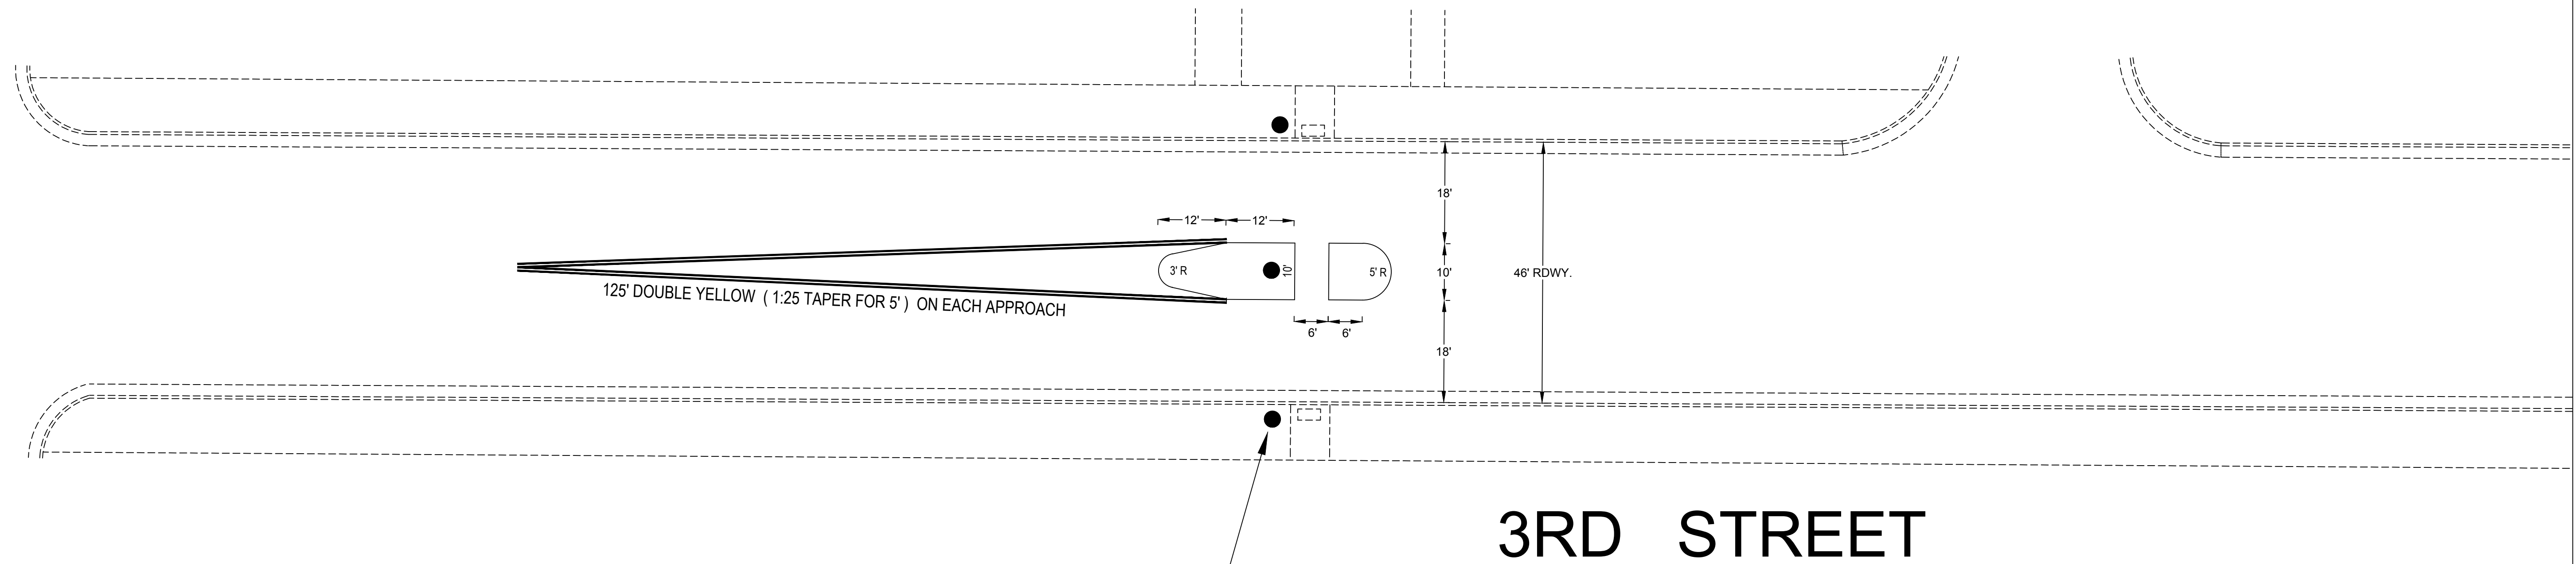 18'
12'
12'
3' R
10'
5' R
10'
46' RDWY.
125' DOUBLE YELLOW ( 1:25 TAPER FOR 5' ) ON EACH APPROACH
6'
6'
18'
3RD STREET